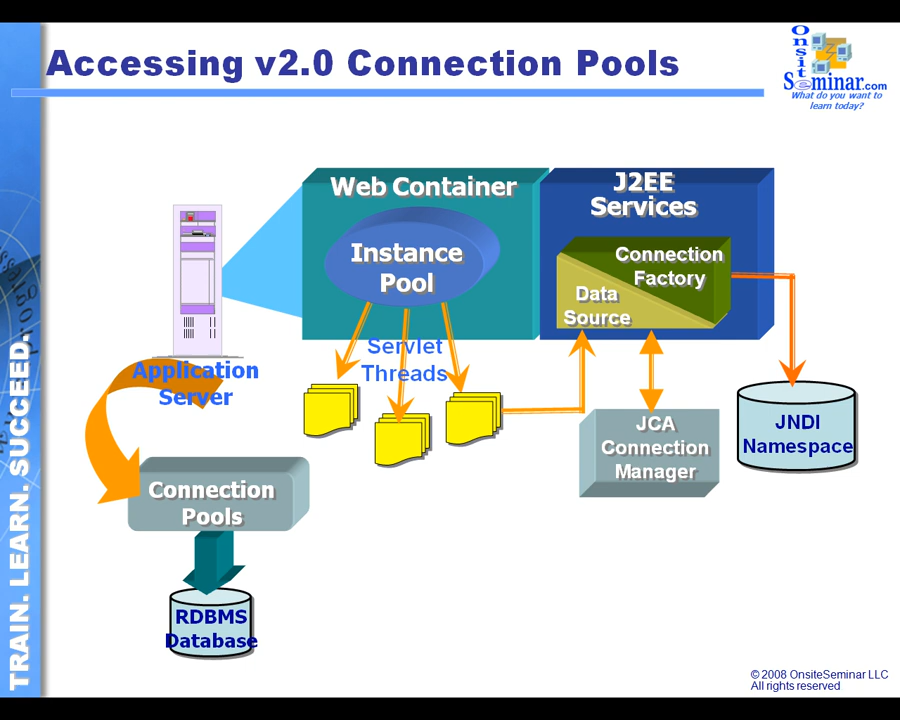 Accessing v2.0 Connection Pools
Onsite
Seminar.com
What do you want to
learn today?
Web Container
J2EE
Services
Instance
Pool
Connection
Factory
Data
Source
Servlet
Threads
Application
Server
JCA
Connection
Manager
JNDI
Namespace
Connection
Pools
RDBMS
Database
TRAIN. LEARN. SUCCEED.
© 2008 OnsiteSeminar LLC
All rights reserved